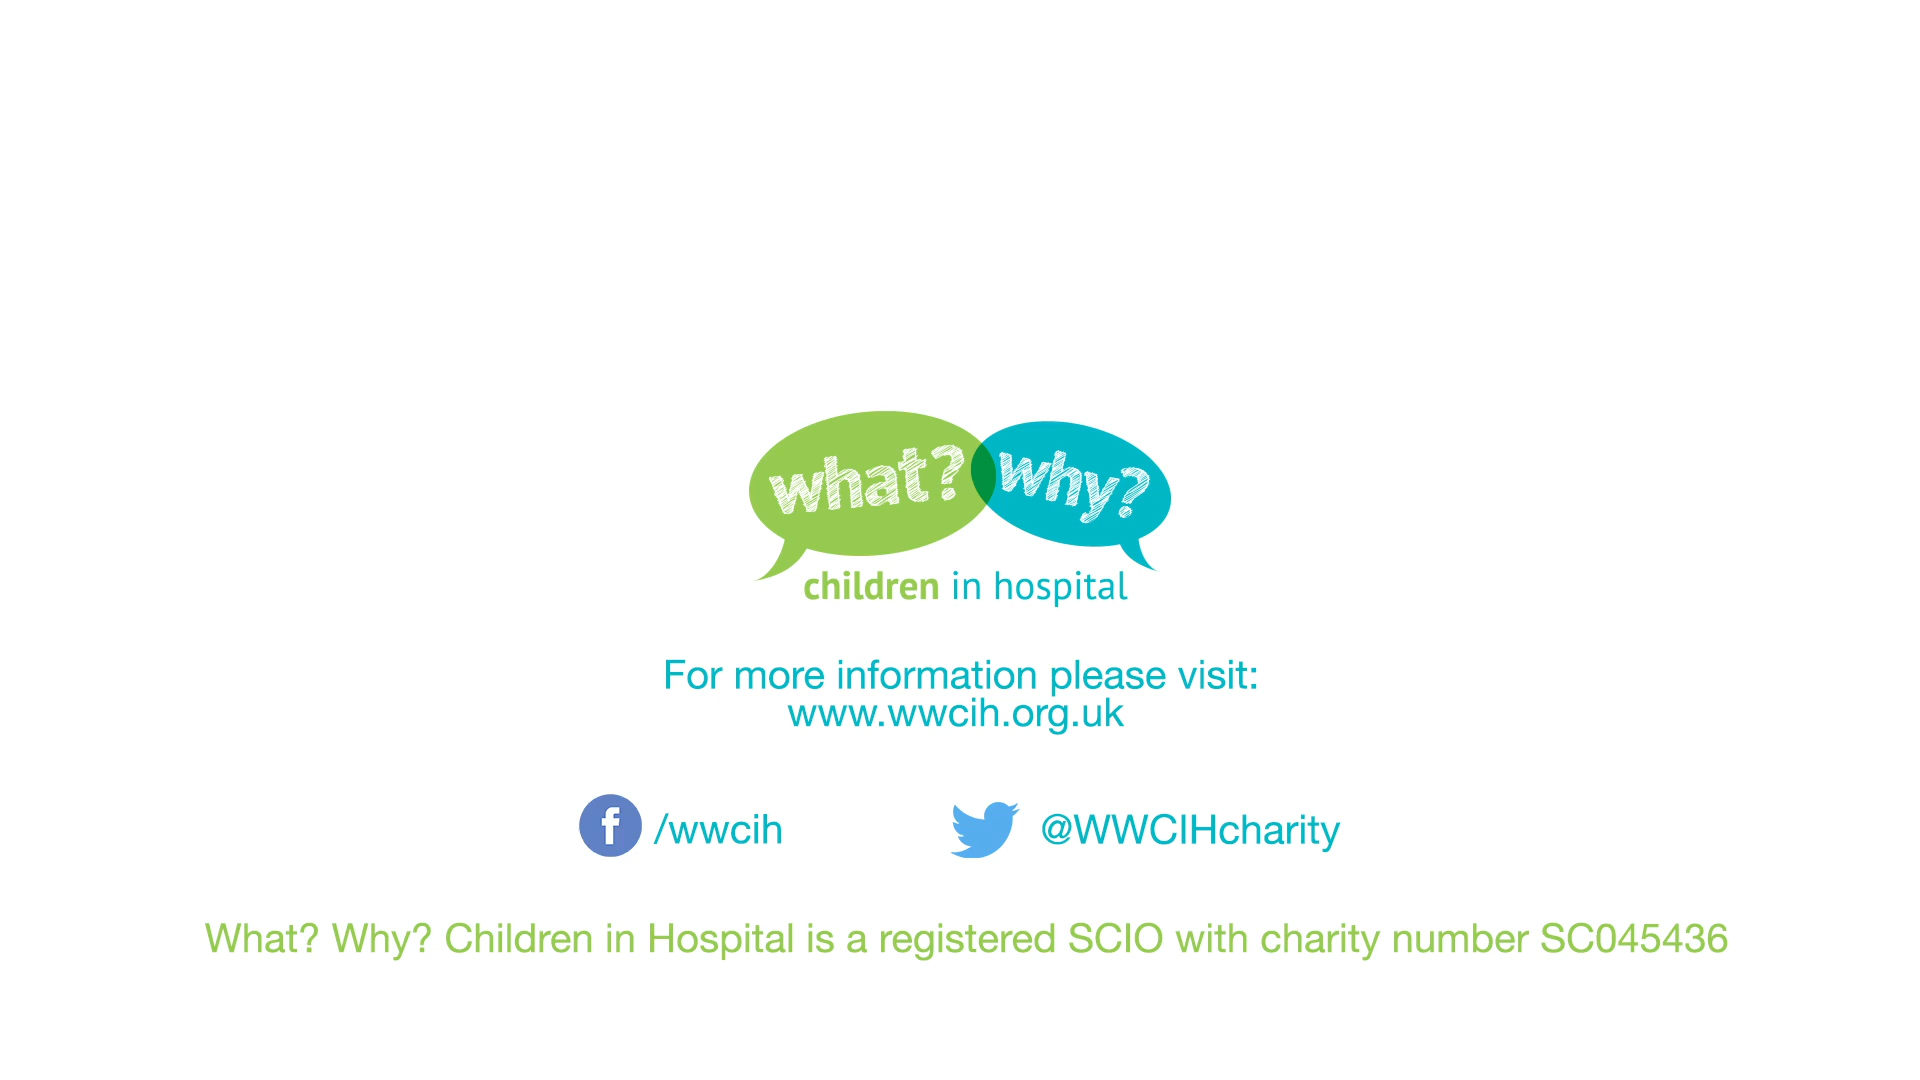 what? why?
children in hospital
For more information please visit:
www.wwcih.org.uk
/wwcih @WWCIHcharity
What? Why? Children in Hospital is a registered SCIO with charity number SC045436